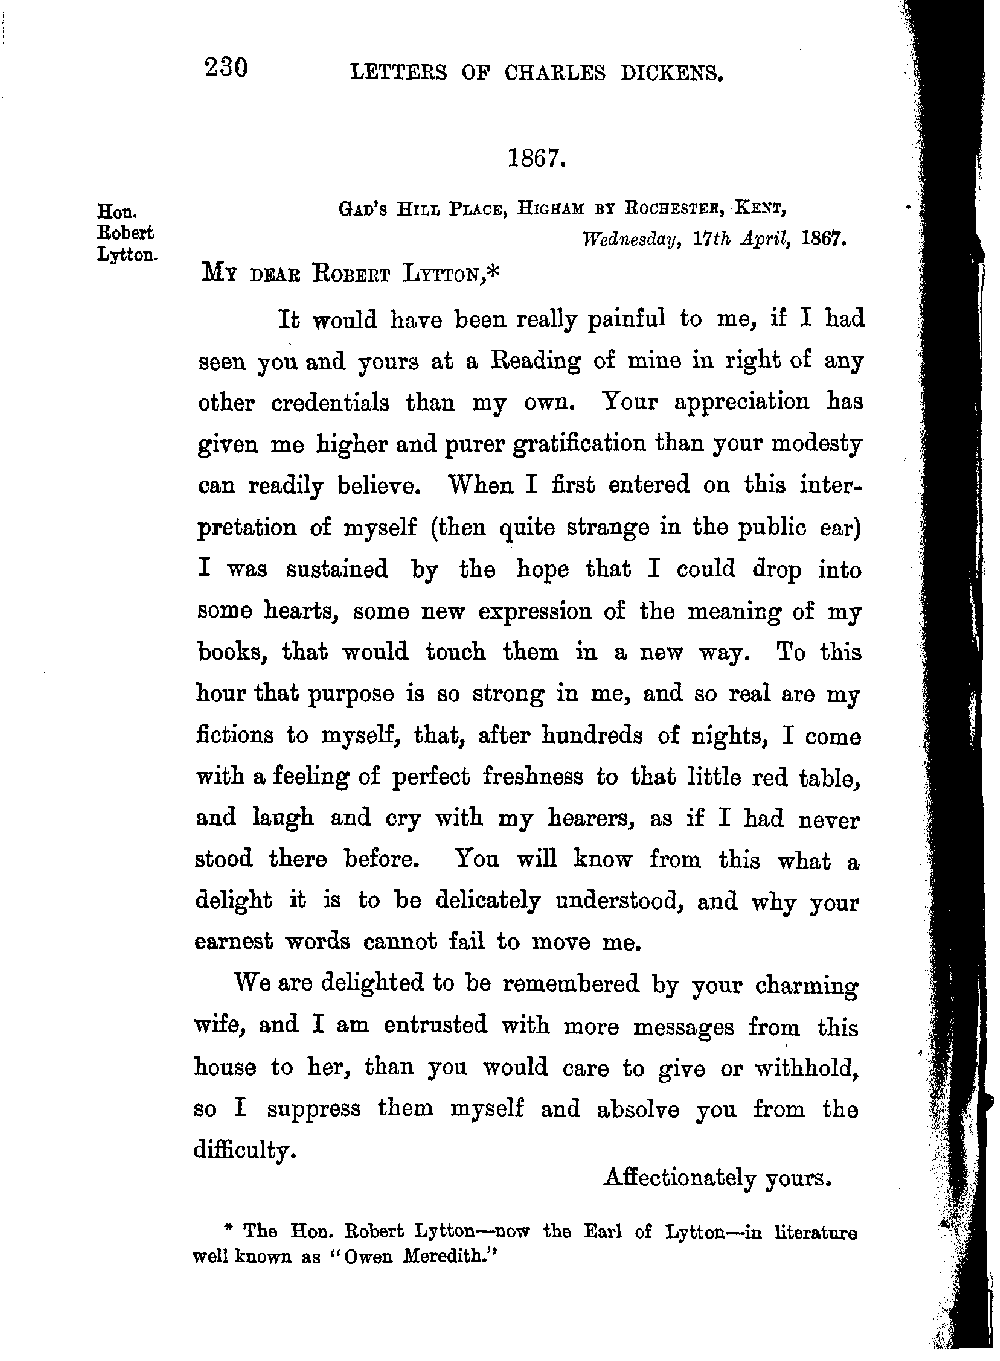 230 LETTERS OF CHARLES DICKENS.
1867.
Hon.
Robert
Lytton.
GAD'S HILL PLACE, HIGHAM BY ROCHESTER, KENT,
Wednesday, 17th April, 1867.
MY DEAR ROBERT LYTTON,*
It would have been really painful to me, if I had
seen you and yours at a Reading of mine in right of any
other credentials than my own. Your appreciation has
given me higher and purer gratification than your modesty
can readily believe. When I first entered on this inter-
pretation of myself (then quite strange in the public ear)
I was sustained by the hope that I could drop into
some hearts, some new expression of the meaning of my
books, that would touch them in a new way. To this
hour that purpose is so strong in me, and so real are my
fictions to myself, that, after hundreds of nights, I come
with a feeling of perfect freshness to that little red table,
and laugh and cry with my hearers, as if I had never
stood there before. You will know from this what a
delight it is to be delicately understood, and why your
earnest words cannot fail to move me.
We are delighted to be remembered by your charming
wife, and I am entrusted with more messages from this
house to her, than you would care to give or withhold,
so I suppress them myself and absolve you from the
difficulty.
Affectionately yours.
* The Hon. Robert Lytton—now the Earl of Lytton—in literature
well known as "Owen Meredith."